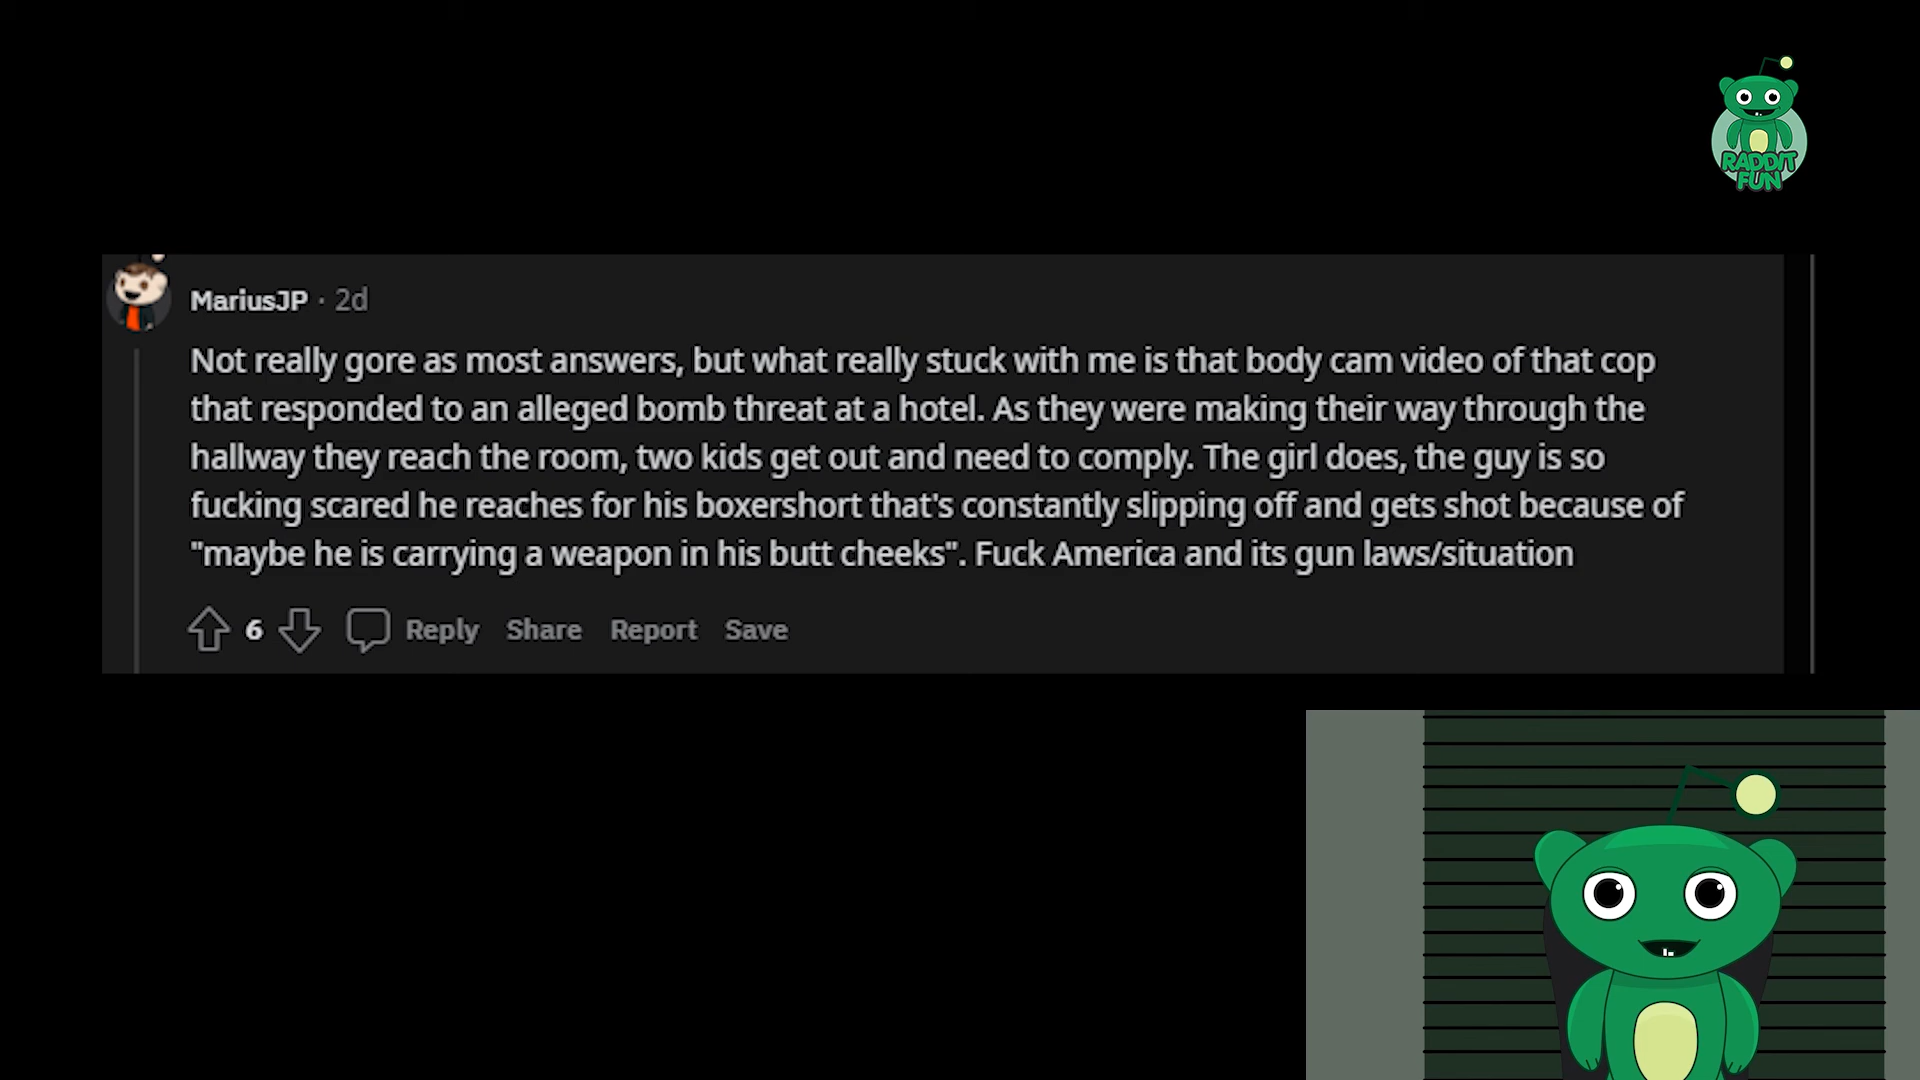 RADDIT
FUN
MariusJP · 2d
Not really gore as most answers, but what really stuck with me is that body cam video of that cop
that responded to an alleged bomb threat at a hotel. As they were making their way through the
hallway they reach the room, two kids get out and need to comply. The girl does, the guy is so
fucking scared he reaches for his boxershort that's constantly slipping off and gets shot because of
"maybe he is carrying a weapon in his butt cheeks". Fuck America and its gun laws/situation
6 Reply Share Report Save